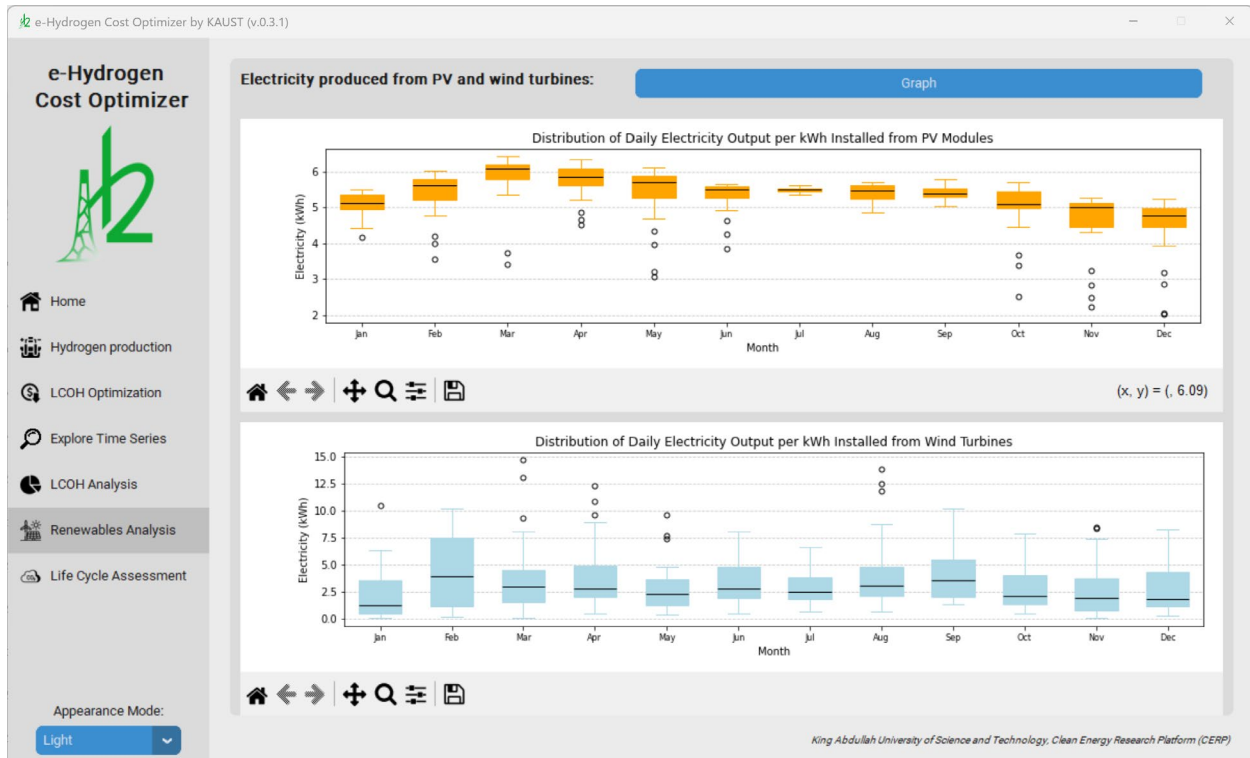 e-Hydrogen Cost Optimizer by KAUST (v.0.3.1)
e-Hydrogen
Cost Optimizer
h2
Home
Hydrogen production
LCOH Optimization
Explore Time Series
LCOH Analysis
Renewables Analysis
Life Cycle Assessment
Appearance Mode:
Light
Electricity produced from PV and wind turbines:
Graph
Distribution of Daily Electricity Output per kWh Installed from PV Modules
Electricity (kWh)
6
5
4
3
2
Jan Feb Mar Apr May Jun Jul Aug Sep Oct Nov Dec
Month
(x, y) = (, 6.09)
Distribution of Daily Electricity Output per kWh Installed from Wind Turbines
Electricity (kWh)
15.0
12.5
10.0
7.5
5.0
2.5
0.0
Jan Feb Mar Apr May Jun Jul Aug Sep Oct Nov Dec
Month
King Abdullah University of Science and Technology, Clean Energy Research Platform (CERP)